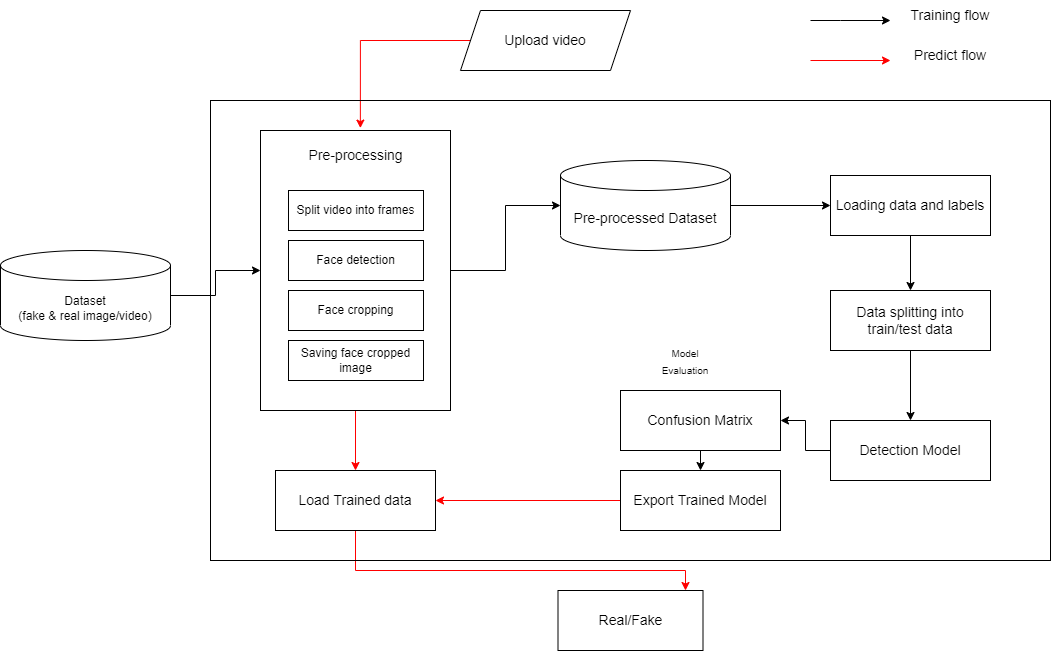 Upload video
Training flow
Predict flow
Pre-processing
Split video into frames
Face detection
Face cropping
Saving face cropped
image
Dataset
(fake & real image/video)
Pre-processed Dataset
Loading data and labels
Data splitting into
train/test data
Detection Model
Model
Evaluation
Confusion Matrix
Export Trained Model
Load Trained data
Real/Fake